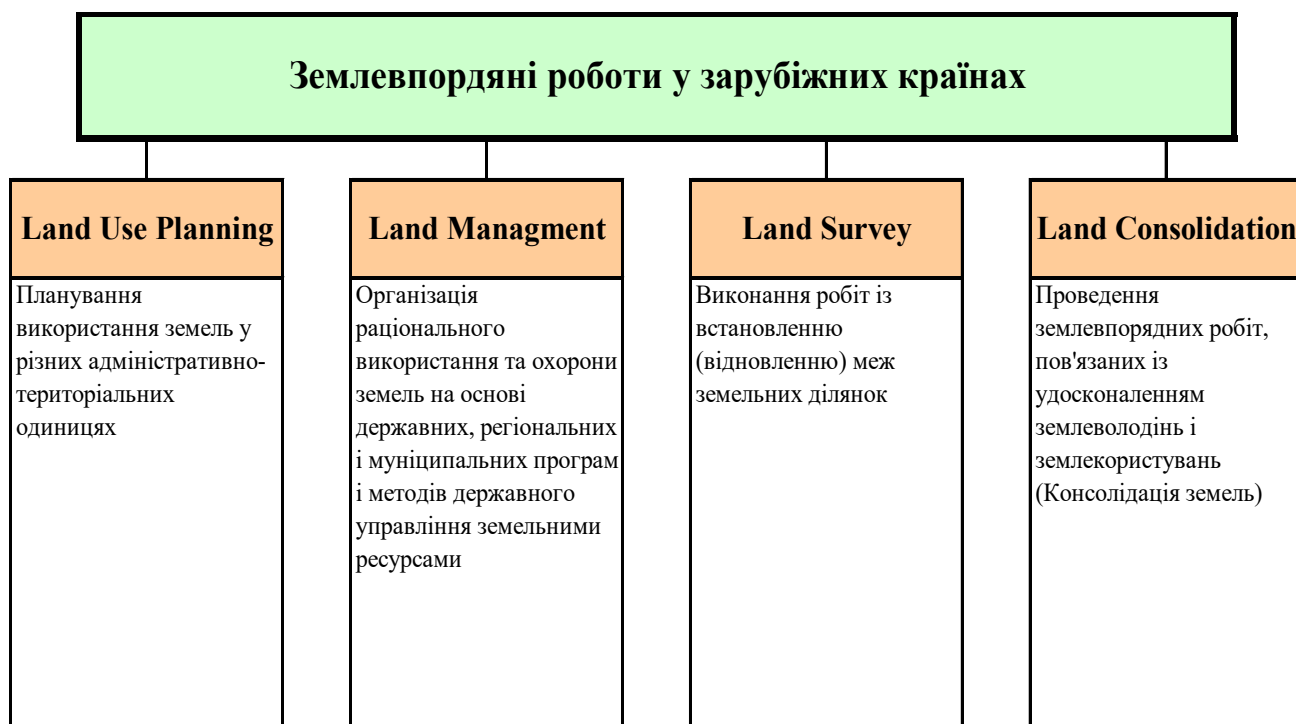 Землевпордяні роботи у зарубіжних країнах
Land Use Planning
Планування
використання земель у
різних адміністративно-
територіальних
одиницях
Land Managment
Організація
раціонального
використання та охорони
земель на основі
державних, регіональних
і муніципальних програм
і методів державного
управління земельними
ресурсами
Land Survey
Виконання робіт із
встановленню
(відновленню) меж
земельних ділянок
Land Consolidation
Проведення
землевпорядних робіт,
пов'язаних із
удосконаленням
землеволодінь і
землекористувань
(Консолідація земель)